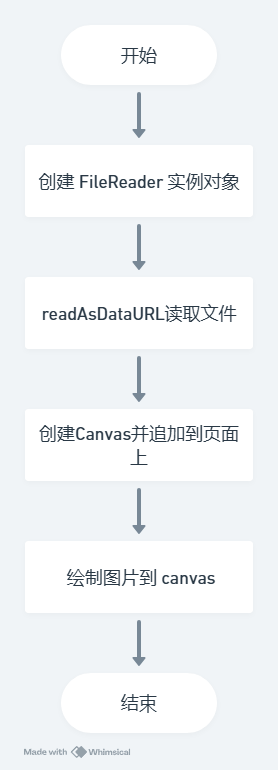 开始
创建 FileReader 实例对象
readAsDataURL读取文件
创建Canvas并追加到页面
上
绘制图片到 canvas
结束
Made with Whimsical